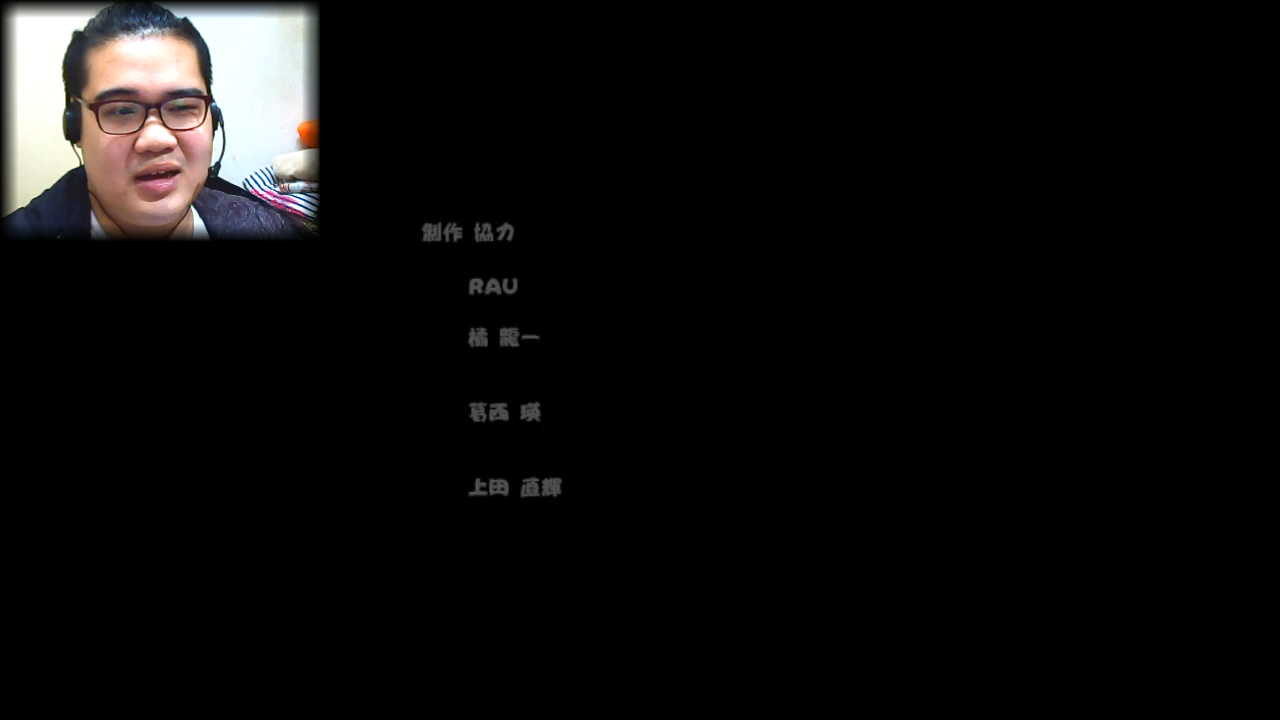 制作 協力
RAU
橘 龍一
葛西 瑛
上田 直輝